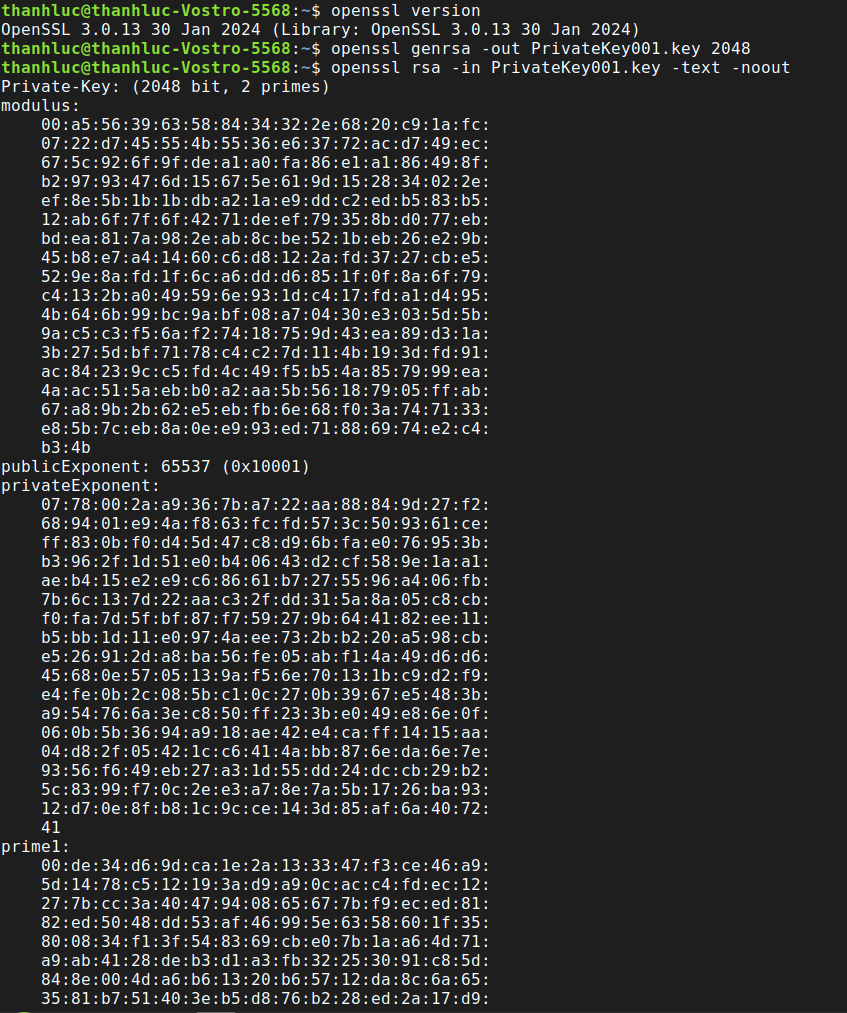 thanhluc@thanhluc-Vostro-5568:~$ openssl version
OpenSSL 3.0.13 30 Jan 2024 (Library: OpenSSL 3.0.13 30 Jan 2024)
thanhluc@thanhluc-Vostro-5568:~$ openssl genrsa -out PrivateKey001.key 2048
thanhluc@thanhluc-Vostro-5568:~$ openssl rsa -in PrivateKey001.key -text -noout
Private-Key: (2048 bit, 2 primes)
modulus:
    00:a5:56:39:63:58:84:34:32:2e:68:20:c9:1a:fc:
    07:22:d7:45:55:4b:55:36:e6:37:72:ac:d7:49:ec:
    67:5c:92:6f:9f:de:a1:a0:fa:86:e1:a1:86:49:8f:
    b2:97:93:47:6d:15:67:5e:61:9d:15:28:34:02:2e:
    ef:8e:5b:1b:1b:db:a2:1a:e9:dd:c2:ed:b5:83:b5:
    12:ab:6f:7f:6f:42:71:de:ef:79:35:8b:d0:77:eb:
    bd:ea:81:7a:98:2e:ab:8c:be:52:1b:eb:26:e2:9b:
    45:b8:e7:a4:14:60:c6:d8:12:2a:fd:37:27:cb:e5:
    52:9e:8a:fd:1f:6c:a6:dd:d6:85:1f:0f:8a:6f:79:
    c4:13:2b:a0:49:59:6e:93:1d:c4:17:fd:a1:d4:95:
    4b:64:6b:99:bc:9a:bf:08:a7:04:30:e3:03:5d:5b:
    9a:c5:c3:f5:6a:f2:74:18:75:9d:43:ea:89:d3:1a:
    3b:27:5d:bf:71:78:c4:c2:7d:11:4b:19:3d:fd:91:
    ac:84:23:9c:c5:fd:4c:49:f5:b5:4a:85:79:99:ea:
    4a:ac:51:5a:eb:b0:a2:aa:5b:56:18:79:05:ff:ab:
    67:a8:9b:2b:62:e5:eb:fb:6e:68:f0:3a:74:71:33:
    e8:5b:7c:eb:8a:0e:e9:93:ed:71:88:69:74:e2:c4:
    b3:4b
publicExponent: 65537 (0x10001)
privateExponent:
    07:78:00:2a:a9:36:7b:a7:22:aa:88:84:9d:27:f2:
    68:94:01:e9:4a:f8:63:fc:fd:57:3c:50:93:61:ce:
    ff:83:0b:f0:d4:5d:47:c8:d9:6b:fa:e0:76:95:3b:
    b3:96:2f:1d:51:e0:b4:06:43:d2:cf:58:9e:1a:a1:
    ae:b4:15:e2:e9:c6:86:61:b7:27:55:96:a4:06:fb:
    7b:6c:13:7d:22:aa:c3:2f:dd:31:5a:8a:05:c8:cb:
    f0:fa:7d:5f:bf:87:f7:59:27:9b:64:41:82:ee:11:
    b5:bb:1d:11:e0:97:4a:ee:73:2b:b2:20:a5:98:cb:
    e5:26:91:2d:a8:ba:56:fe:05:ab:f1:4a:49:d6:d6:
    45:68:0e:57:05:13:9a:f5:6e:70:13:1b:c9:d2:f9:
    e4:fe:0b:2c:08:5b:c1:0c:27:0b:39:67:e5:48:3b:
    a9:54:76:6a:3e:c8:50:ff:23:3b:e0:49:e8:6e:0f:
    06:0b:5b:36:94:a9:18:ae:42:e4:ca:ff:14:15:aa:
    04:d8:2f:05:42:1c:c6:41:4a:bb:87:6e:da:6e:7e:
    93:56:f6:49:eb:27:a3:1d:55:dd:24:dc:cb:29:b2:
    5c:83:99:f7:0c:2e:e3:a7:8e:7a:5b:17:26:ba:93:
    12:d7:0e:8f:b8:1c:9c:ce:14:3d:85:af:6a:40:72:
    41
prime1:
    00:de:34:d6:9d:ca:1e:2a:13:33:47:f3:ce:46:a9:
    5d:14:78:c5:12:19:3a:d9:a9:0c:ac:c4:fd:ec:12:
    27:7b:cc:3a:40:47:94:08:65:67:7b:f9:ec:ed:81:
    82:ed:50:48:dd:53:af:46:99:5e:63:58:60:1f:35:
    80:08:34:f1:3f:54:83:69:cb:e0:7b:1a:a6:4d:71:
    a9:ab:41:28:de:b3:d1:a3:fb:32:25:30:91:c8:5d:
    84:8e:00:4d:a6:b6:13:20:b6:57:12:da:8c:6a:65:
    35:81:b7:51:40:3e:b5:d8:76:b2:28:ed:2a:17:d9: